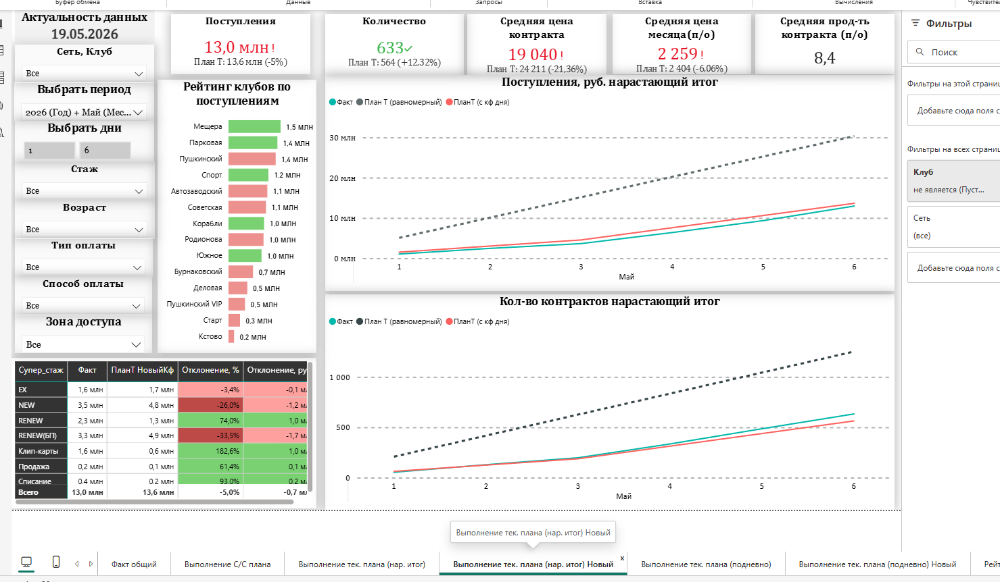 Буфер обмена
Данные
Запросы
Вставка
Вычисления
Актуальность данных
19.05.2026
Сеть, Клуб
Все
Выбрать период
2026 (Год) + Май (Мес...
Выбрать дни
1
6
Стаж
Все
Возраст
Все
Тип оплаты
Все
Способ оплаты
Все
Зона доступа
Все
Поступления
13,0 млн!
План Т: 13,6 млн (-5%)
Количество
633✓
План Т: 564 (+12,32%)
Средняя цена
контракта
19 040!
План Т: 24 211 (-21,36%)
Средняя цена
месяца(п/о)
2 259!
План Т: 2 404 (-6,06%)
Средняя прод-ть
контракта (п/о)
8,4
Рейтинг клубов по
поступлениям
Мещера 1,5 млн
Парковая 1,4 млн
Пушкинский 1,4 млн
Спорт 1,2 млн
Автозаводский 1,1 млн
Советская 1,1 млн
Корабли 1,0 млн
Родионова 1,0 млн
Южное 1,0 млн
Бурнаковский 0,7 млн
Деловая 0,5 млн
Пушкинский VIP 0,5 млн
Старт 0,3 млн
Кстово 0,2 млн
Поступления, руб. нарастающий итог
Факт План Т (равномерный) ПланТ (с кф дня)
30 млн
20 млн
10 млн
0 млн
1 2 3 4 5 6
Май
Кол-во контрактов нарастающий итог
Факт План Т (равномерный) ПланТ (с кф дня)
1 000
500
0
1 2 3 4 5 6
Май
Супер_стаж Факт ПланТ НовыйКф Отклонение, % Отклонение, ру
EX 1,6 млн 1,7 млн -3,4% -0,1 м
NEW 3,5 млн 4,8 млн -26,0% -1,2 м
RENEW 2,3 млн 1,3 млн 74,0% 1,0 м
RENEW(БП) 3,3 млн 4,9 млн -33,5% -1,7 м
Клип-карты 1,6 млн 0,6 млн 182,6% 1,0 м
Продажа 0,2 млн 0,1 млн 61,4% 0,1 м
Списание 0.4 млн 0.2 млн 93.0% 0.2 м
Всего 13,0 млн 13,6 млн -5,0% -0,7 м
Фильтры
Поиск
Фильтры на этой страниц
Добавьте сюда поля с
Фильтры на всех страниц
Клуб
не является (Пуст...
Сеть
(все)
Добавьте сюда поля с
Выполнение тек. плана (нар. итог) Новый
Факт общий
Выполнение С/С плана
Выполнение тек. плана (нар. итог)
Выполнение тек. плана (нар. итог) Новый
x
Выполнение тек. плана (подневно)
Выполнение тек. плана (подневно) Новый
Рейт